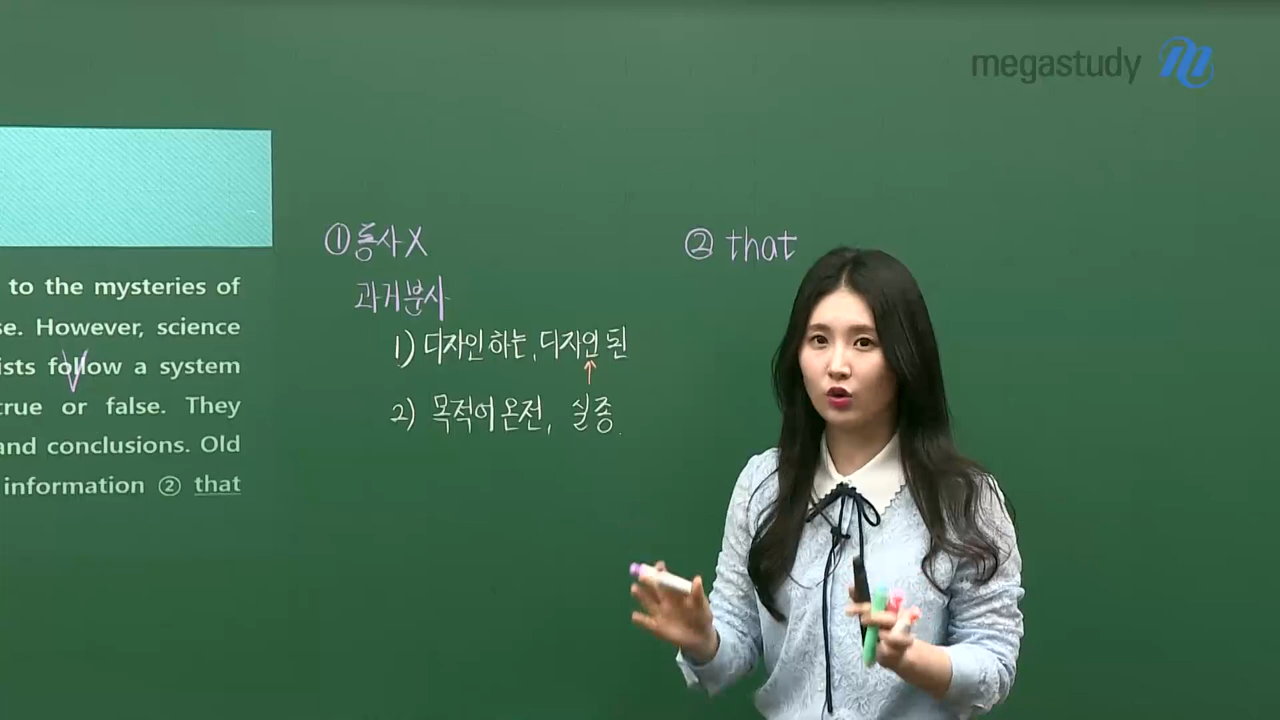 megastudy
to the mysteries of
se. However, science
ists follow a system
true or false. They
and conclusions. Old
information ② that
① 동사 X
과거분사
1) 디자인하는, 디자인 된
↑
2) 목적어 온전, 실종.
② that